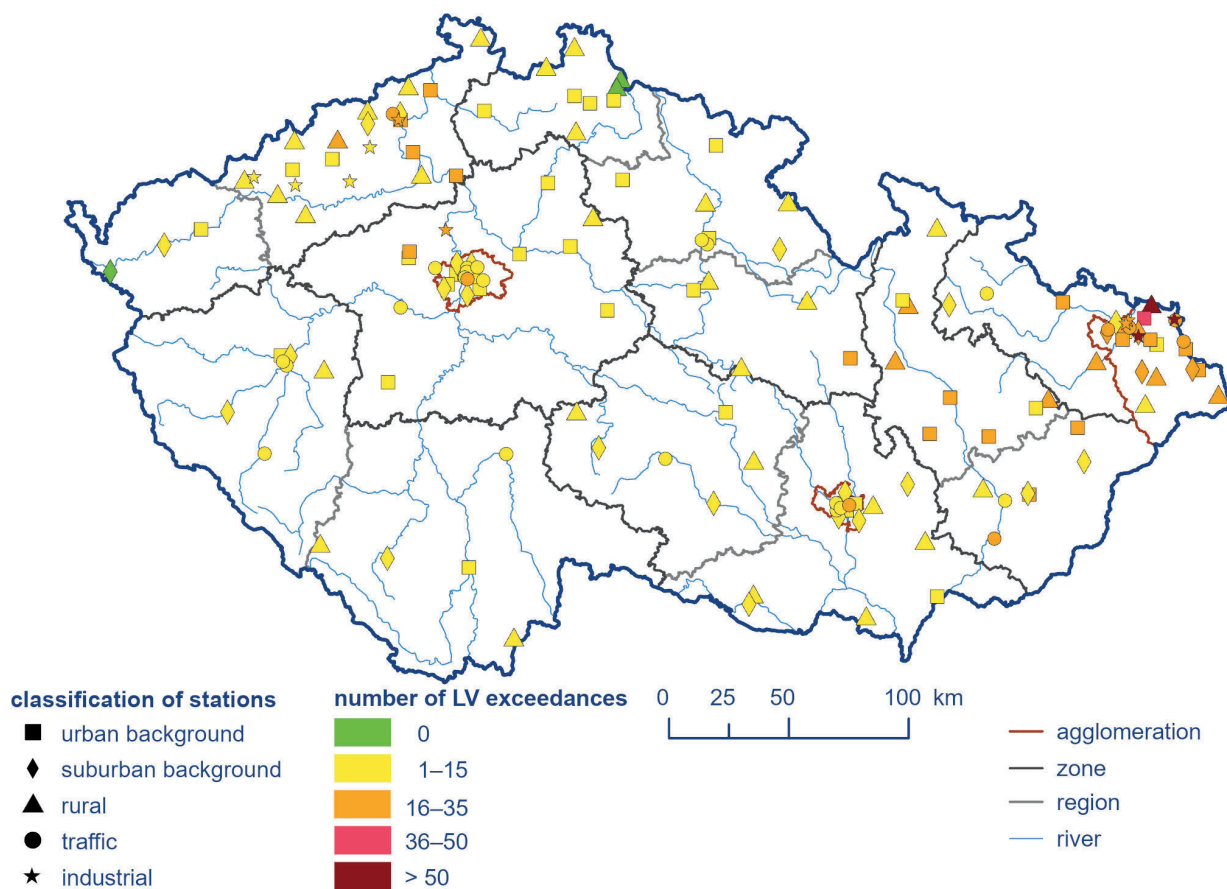 classification of stations
urban background
suburban background
rural
traffic
industrial
number of LV exceedances
0
1–15
16–35
36–50
> 50
0 25 50 100 km
agglomeration
zone
region
river